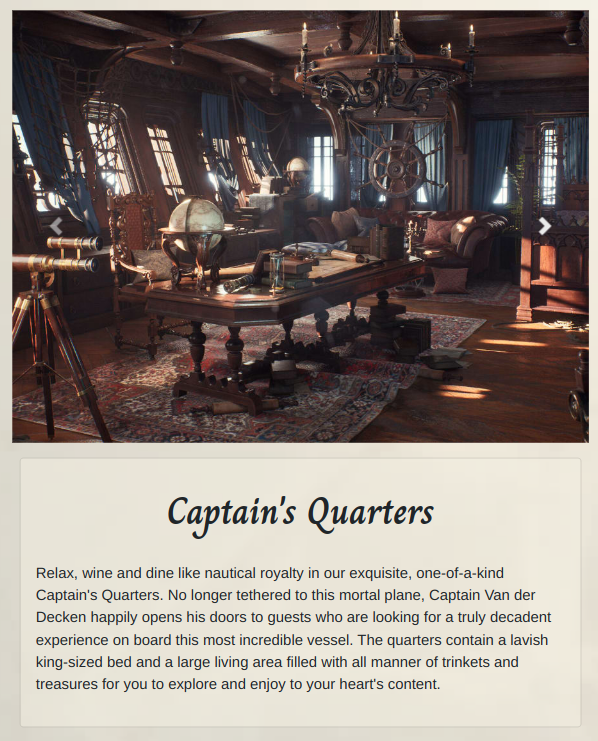 Captain's Quarters
Relax, wine and dine like nautical royalty in our exquisite, one-of-a-kind
Captain's Quarters. No longer tethered to this mortal plane, Captain Van der
Decken happily opens his doors to guests who are looking for a truly decadent
experience on board this most incredible vessel. The quarters contain a lavish
king-sized bed and a large living area filled with all manner of trinkets and
treasures for you to explore and enjoy to your heart's content.